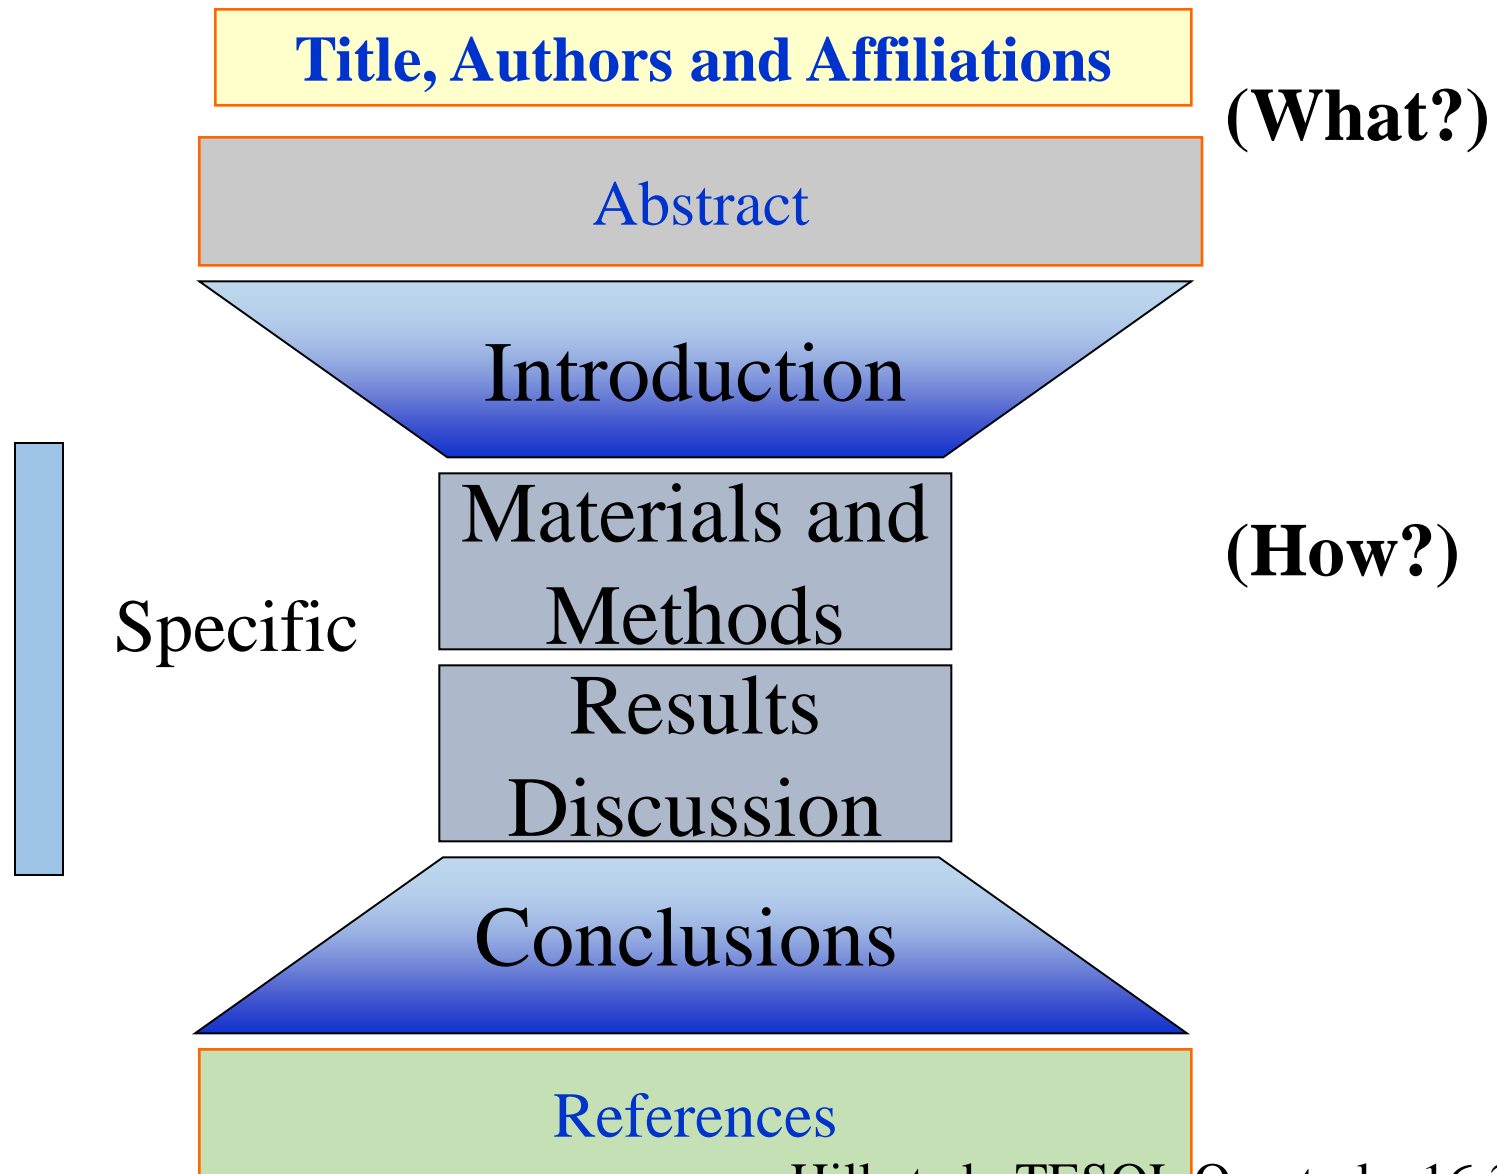 Title, Authors and Affiliations
(What?)
Abstract
Introduction
Materials and
Methods
(How?)
Specific
Results
Discussion
Conclusions
References